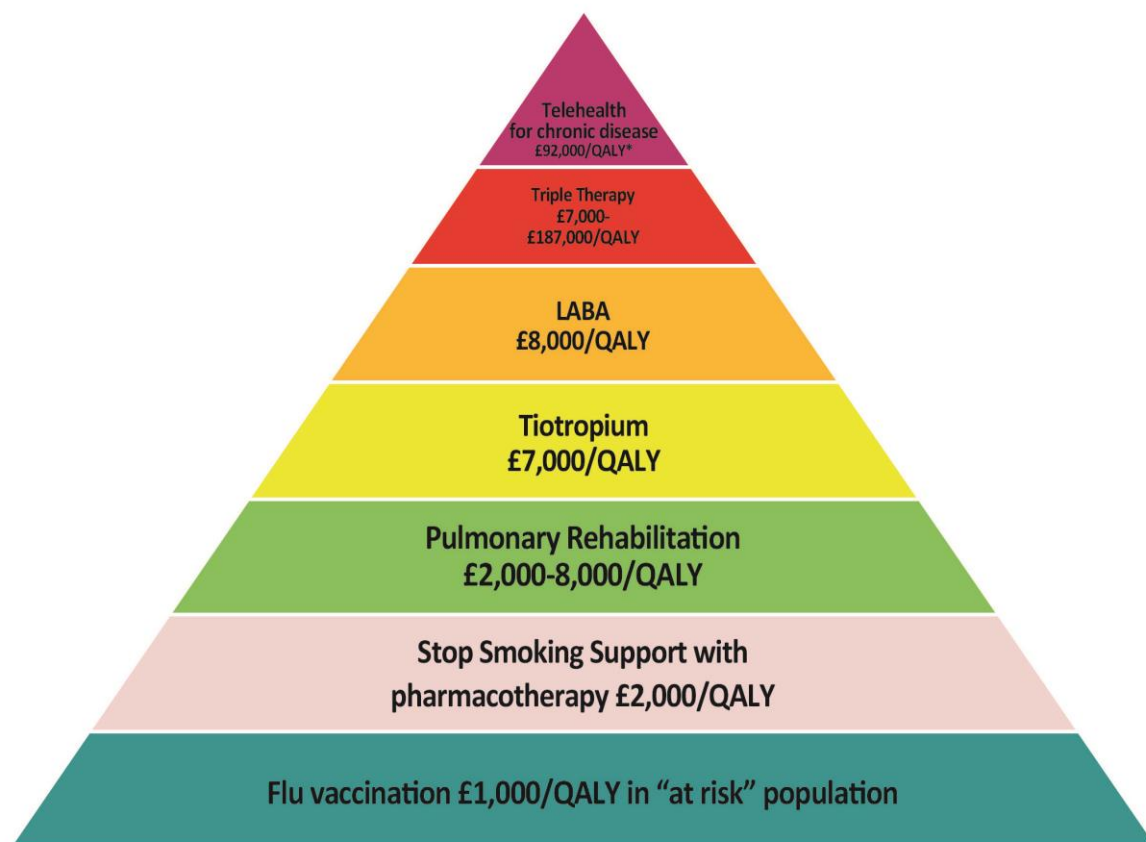 Telehealth
for chronic disease
£92,000/QALY*
Triple Therapy
£7,000-
£187,000/QALY
LABA
£8,000/QALY
Tiotropium
£7,000/QALY
Pulmonary Rehabilitation
£2,000-8,000/QALY
Stop Smoking Support with
pharmacotherapy £2,000/QALY
Flu vaccination £1,000/QALY in “at risk” population